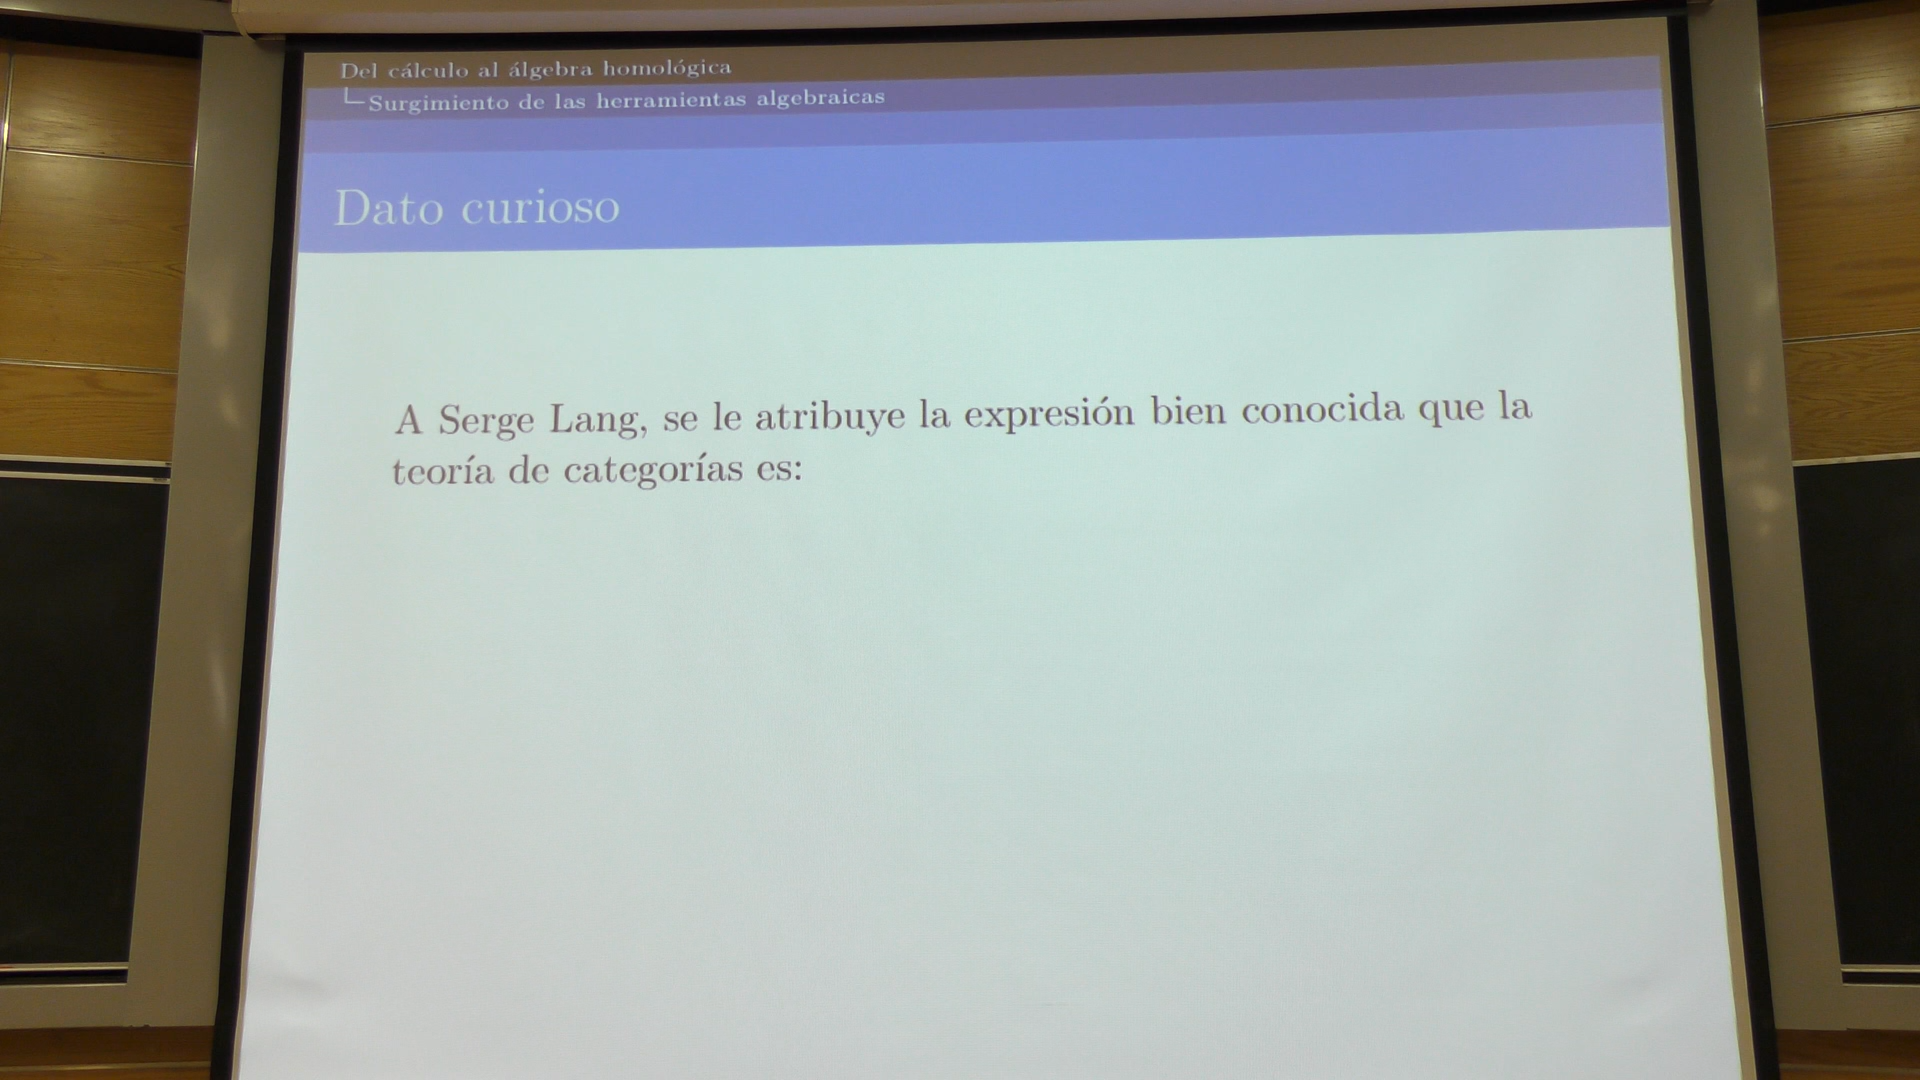 Del cálculo al álgebra homológica
Surgimiento de las herramientas algebraicas
Dato curioso
A Serge Lang, se le atribuye la expresión bien conocida que la
teoría de categorías es: